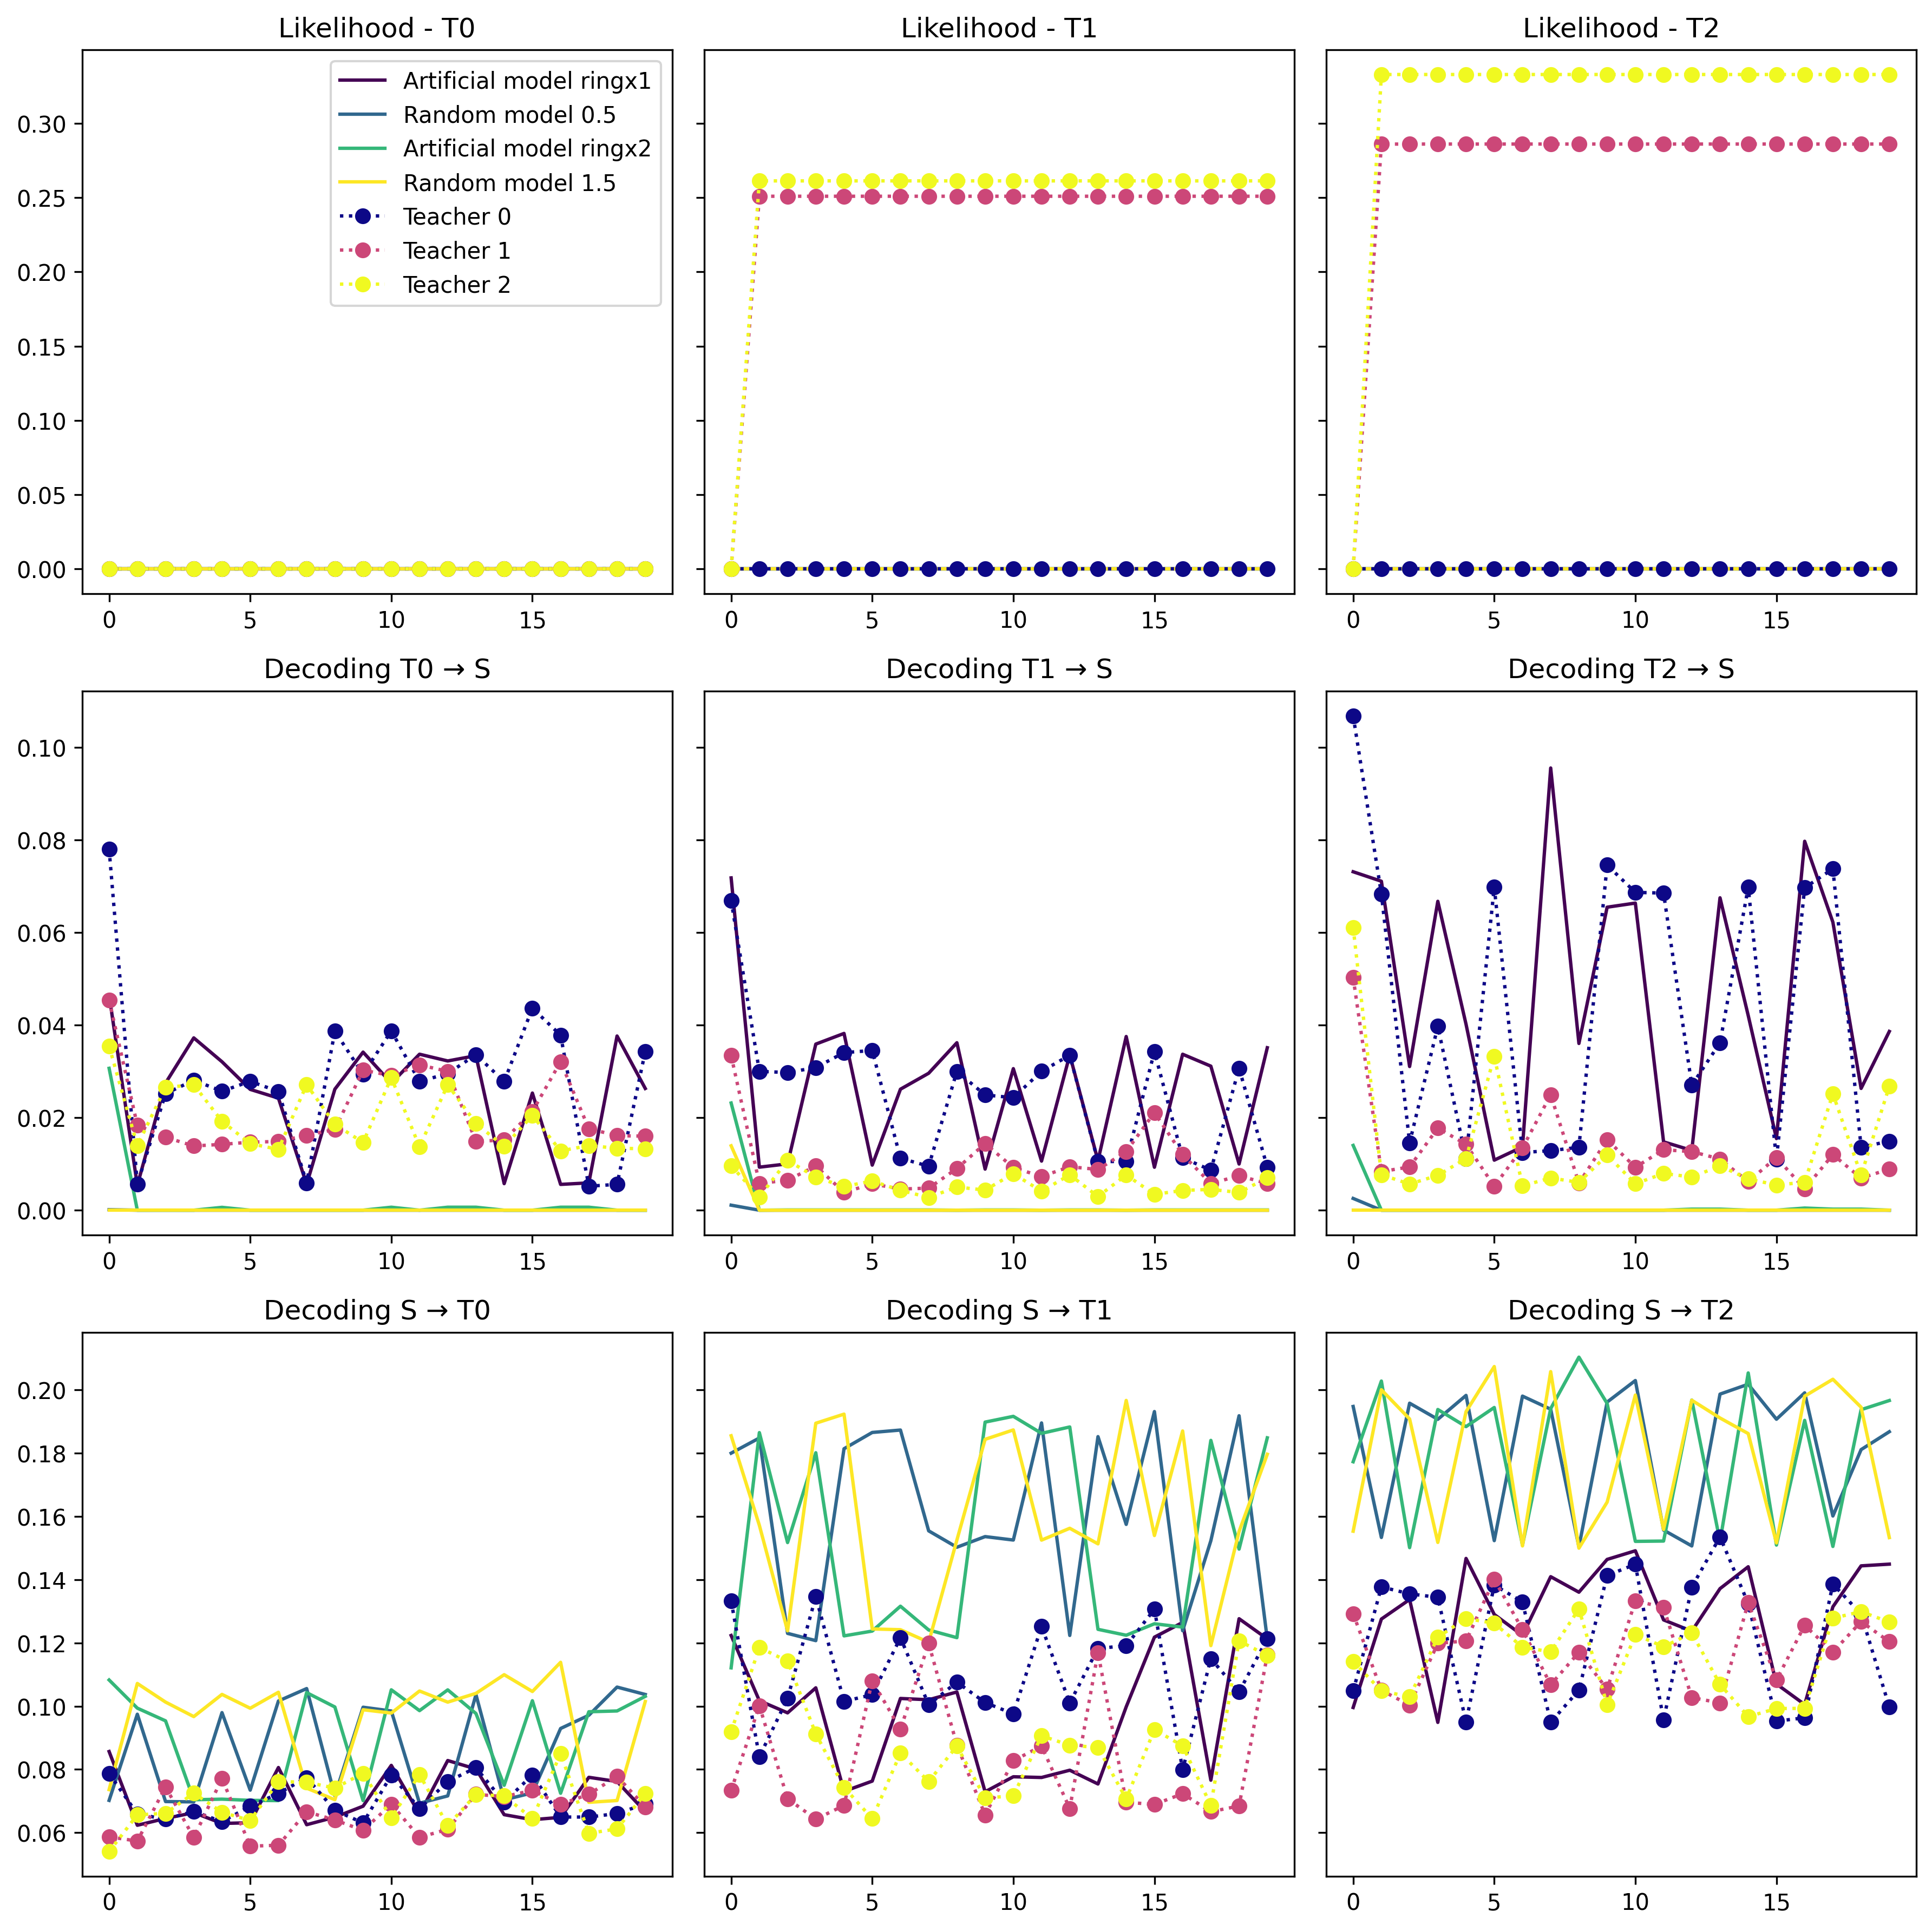 Likelihood - T0
Likelihood - T1
Likelihood - T2
Artificial model ringx1
Random model 0.5
Artificial model ringx2
Random model 1.5
Teacher 0
Teacher 1
Teacher 2
0.30
0.25
0.20
0.15
0.10
0.05
0.00
0 5 10 15
0 5 10 15
0 5 10 15
Decoding T0 → S
Decoding T1 → S
Decoding T2 → S
0.10
0.08
0.06
0.04
0.02
0.00
0 5 10 15
0 5 10 15
0 5 10 15
Decoding S → T0
Decoding S → T1
Decoding S → T2
0.20
0.18
0.16
0.14
0.12
0.10
0.08
0.06
0 5 10 15
0 5 10 15
0 5 10 15